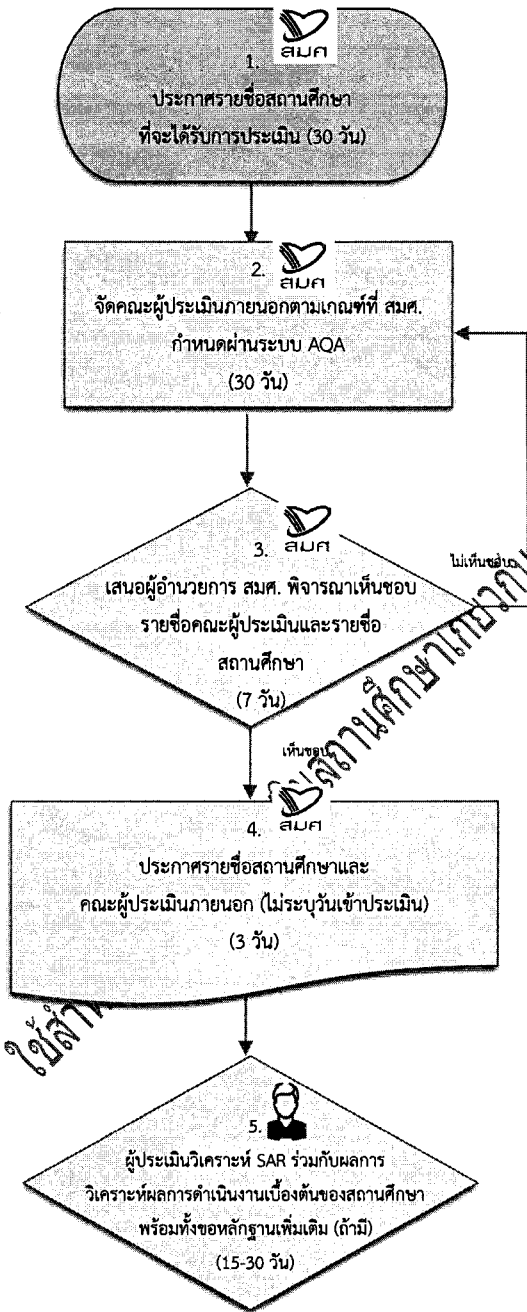 สมศ
1.
ประกาศรายชื่อสถานศึกษา
ที่จะได้รับการประเมิน (30 วัน)
สมศ
2.
จัดคณะผู้ประเมินภายนอกตามเกณฑ์ที่ สมศ.
กำหนดผ่านระบบ AQA
(30 วัน)
สมศ
3.
เสนอผู้อำนวยการ สมศ. พิจารณาเห็นชอบ
รายชื่อคณะผู้ประเมินและรายชื่อ
สถานศึกษา
(7 วัน)
ไม่เห็นชอบ
เห็นชอบ
สมศ
4.
ประกาศรายชื่อสถานศึกษาและ
คณะผู้ประเมินภายนอก (ไม่ระบุวันเข้าประเมิน)
(3 วัน)
5.
ผู้ประเมินวิเคราะห์ SAR ร่วมกับผลการ
วิเคราะห์ผลการดำเนินงานเบื้องต้นของสถานศึกษา
พร้อมทั้งขอหลักฐานเพิ่มเติม (ถ้ามี)
(15-30 วัน)